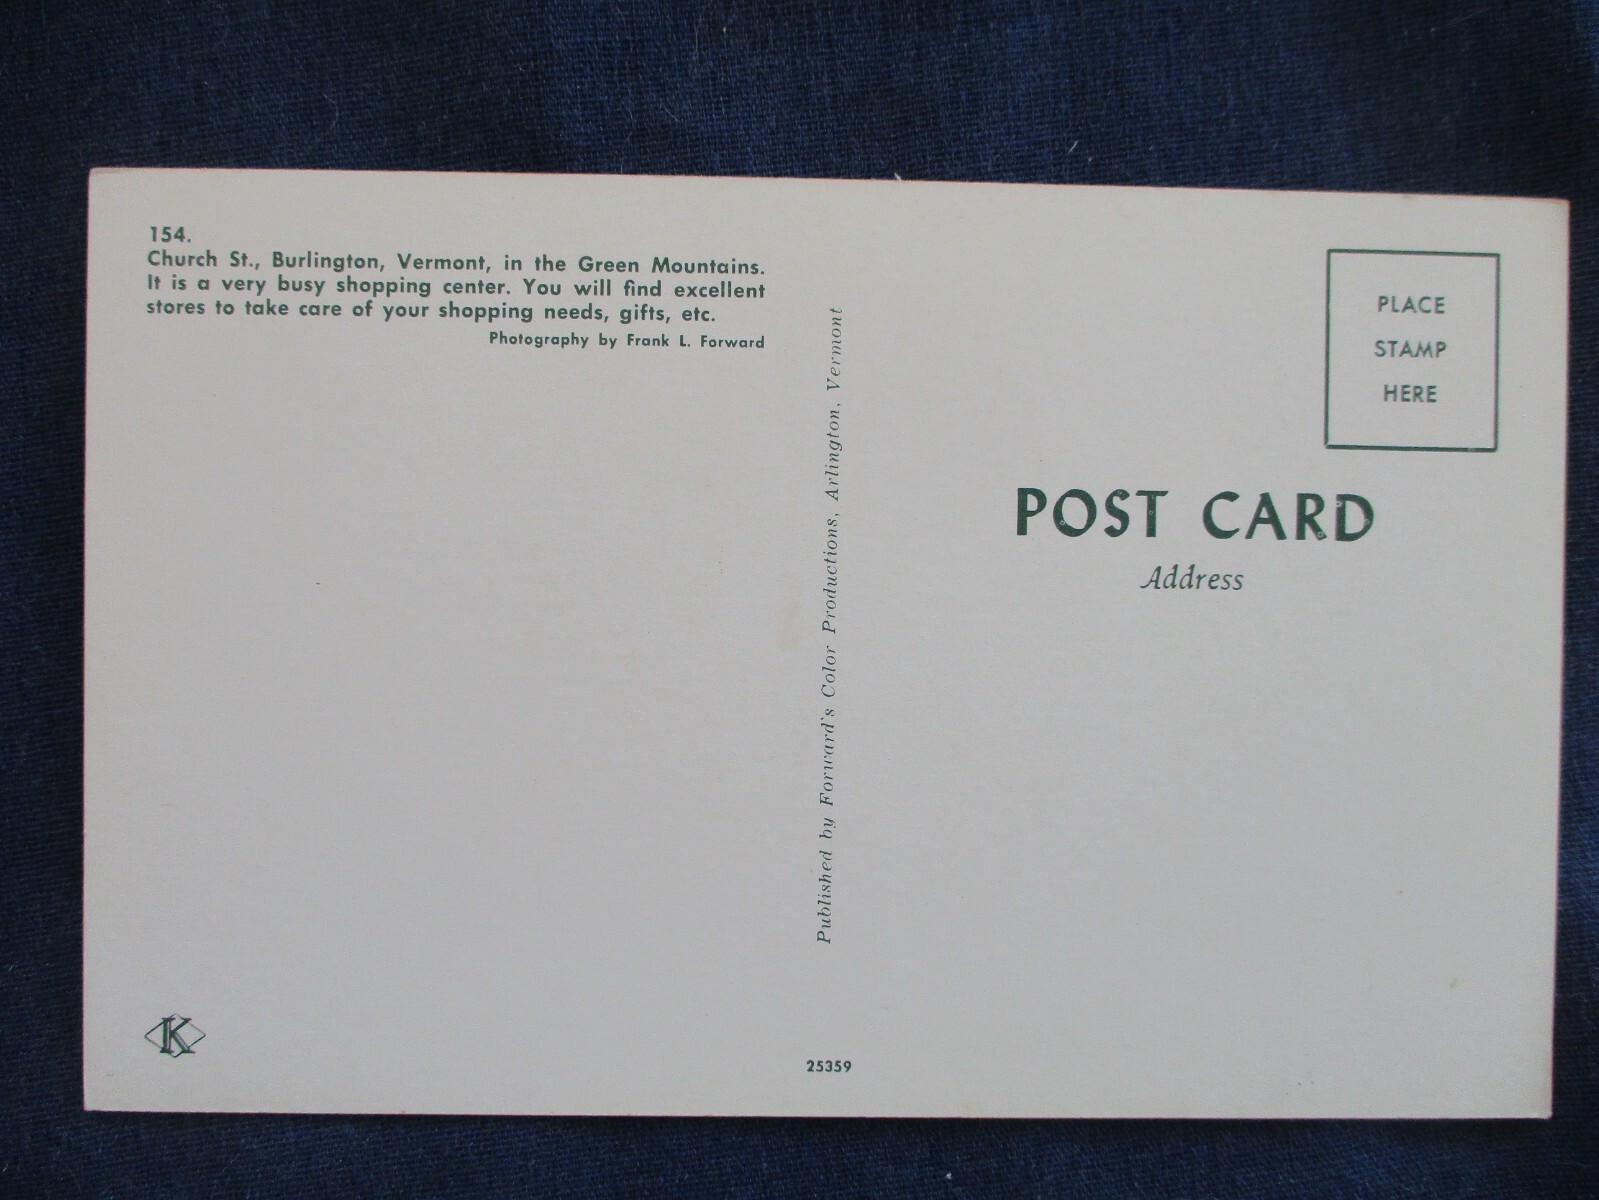 154.
Church St., Burlington, Vermont, in the Green Mountains.
It is a very busy shopping center. You will find excellent
stores to take care of your shopping needs, gifts, etc.
Photography by Frank L. Forward
Published by Forward's Color Productions, Arlington, Vermont
PLACE
STAMP
HERE
POST CARD
Address
K
25359